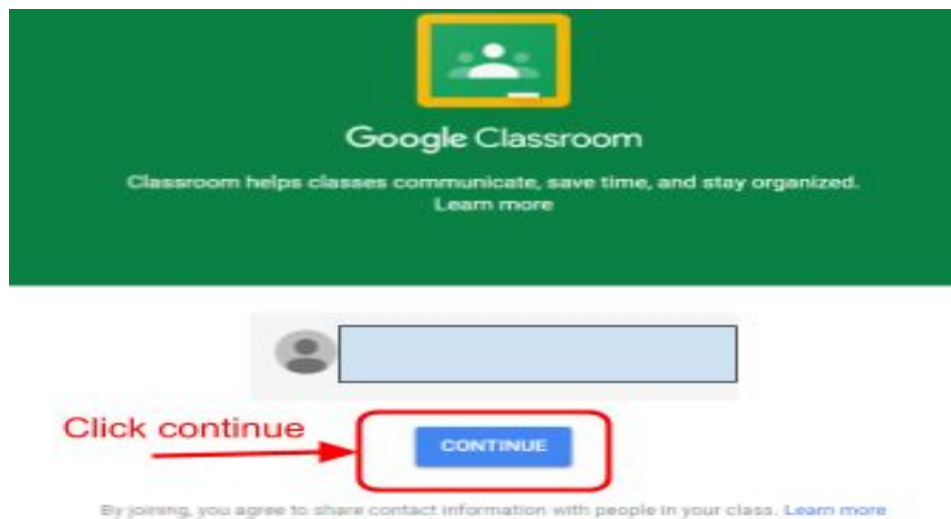 Google Classroom
Classroom helps classes communicate, save time, and stay organized.
Learn more
Click continue
CONTINUE
By joining, you agree to share contact information with people in your class. Learn more